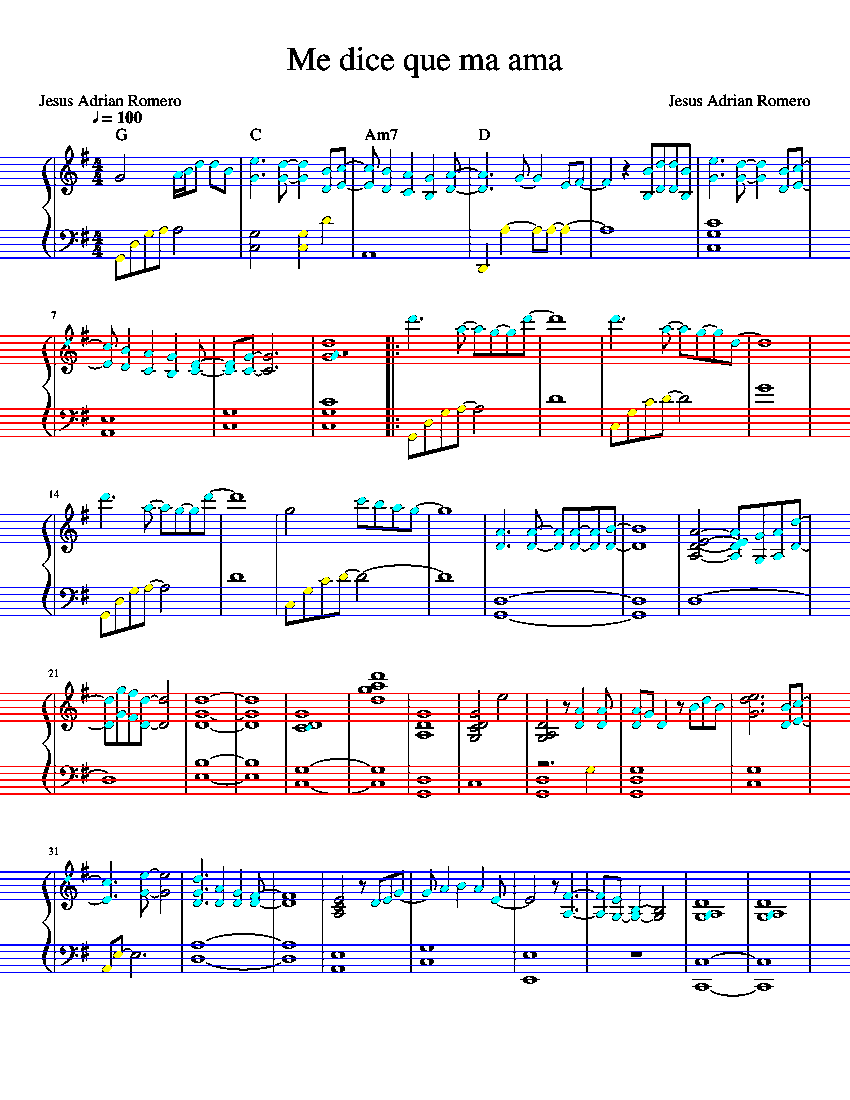 Me dice que ma ama
Jesus Adrian Romero Jesus Adrian Romero
♩= 100
G C Am7 D
7
14
21
31